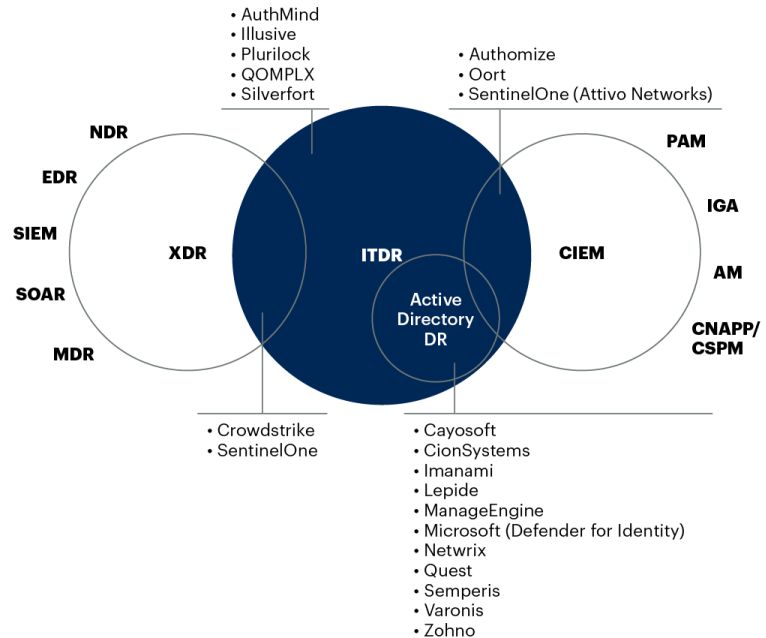 • AuthMind
• Illusive
• Plurilock
• QOMPLX
• Silverfort
• Authomize
• Oort
• SentinelOne (Attivo Networks)
NDR
EDR
SIEM
SOAR
MDR
XDR
ITDR
Active
Directory
DR
CIEM
PAM
IGA
AM
CNAPP/
CSPM
• Crowdstrike
• SentinelOne
• Cayosoft
• CionSystems
• Imanami
• Lepide
• ManageEngine
• Microsoft (Defender for Identity)
• Netwrix
• Quest
• Semperis
• Varonis
• Zohno